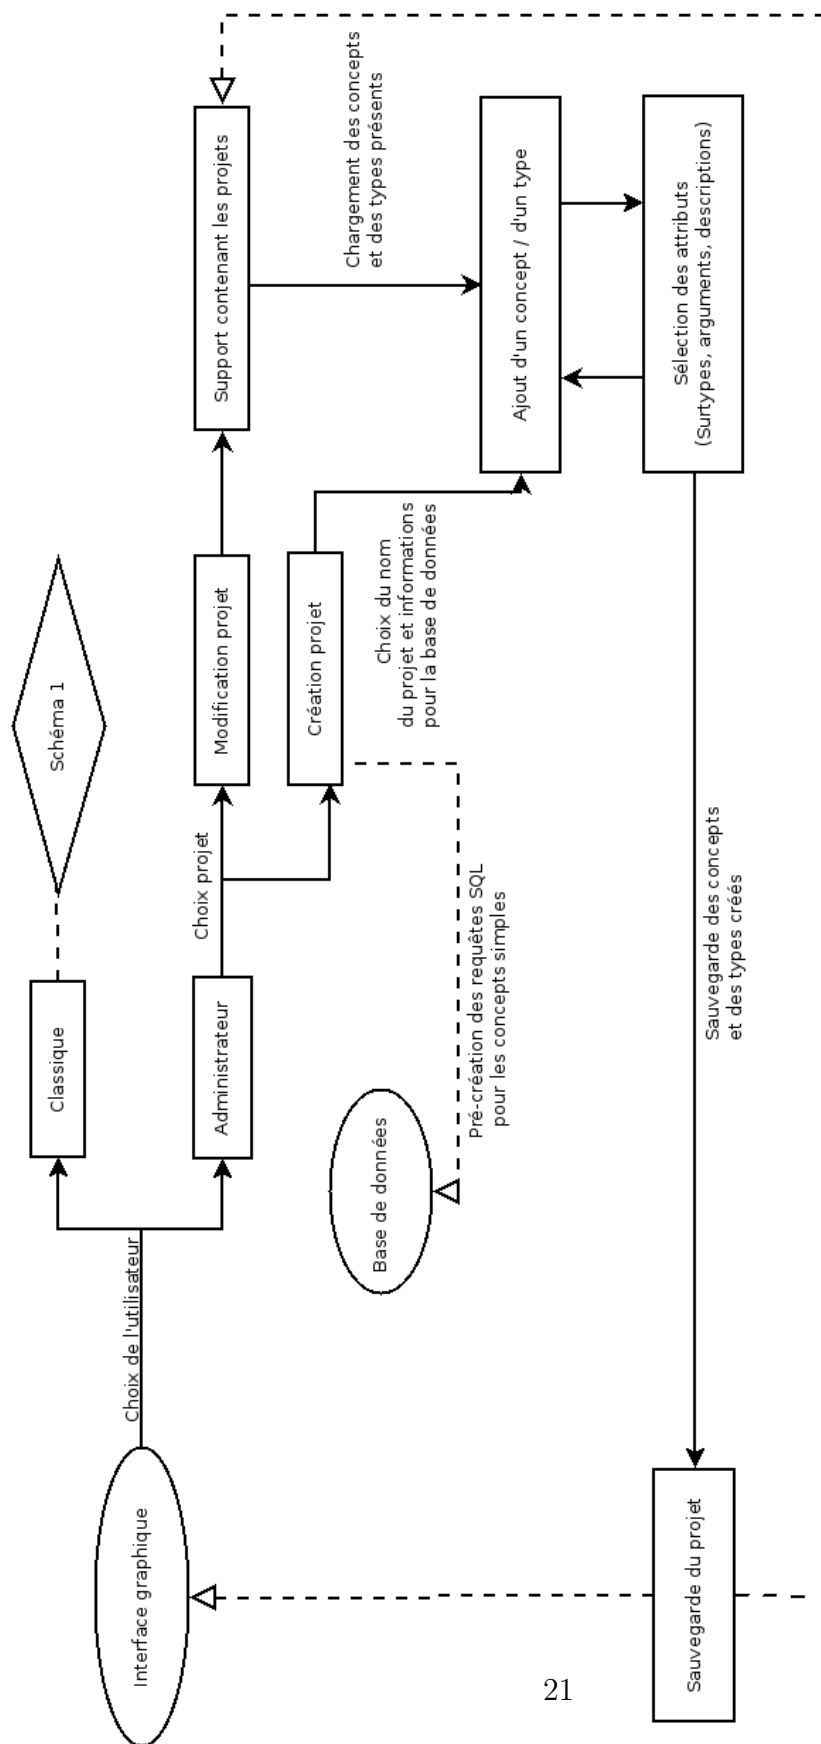 Interface graphique
Choix de l'utilisateur
Classique
Schéma 1
Administrateur
Choix projet
Modification projet
Création projet
Support contenant les projets
Chargement des concepts
et des types présents
Choix du nom
du projet et informations
pour la base de données
Base de données
Pré-création des requêtes SQL
pour les concepts simples
Ajout d'un concept / d'un type
Sélection des attributs
(Surtypes, arguments, descriptions)
Sauvegarde des concepts
et des types créés
Sauvegarde du projet
21